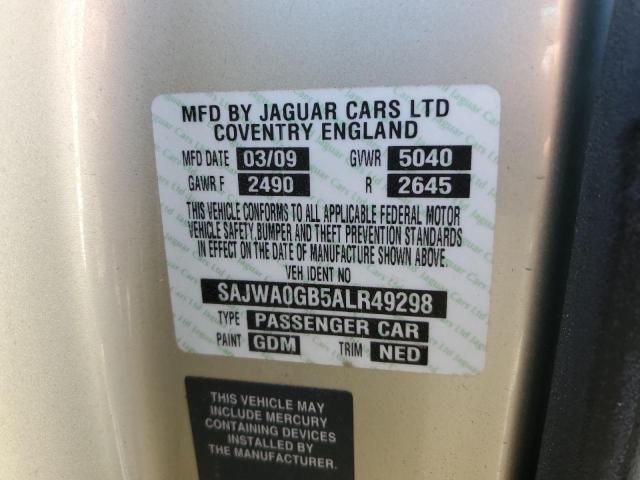 MFD BY JAGUAR CARS LTD
COVENTRY ENGLAND
MFD DATE 03/09 GVWR 5040
GAWR F 2490 R 2645
THIS VEHICLE CONFORMS TO ALL APPLICABLE FEDERAL MOTOR
VEHICLE SAFETY, BUMPER AND THEFT PREVENTION STANDARDS
IN EFFECT ON THE DATE OF MANUFACTURE SHOWN ABOVE.
VEH IDENT NO
SAJWA0GB5ALR49298
TYPE PASSENGER CAR
PAINT GDM TRIM NED
THIS VEHICLE MAY
INCLUDE MERCURY
CONTAINING DEVICES
INSTALLED BY
THE MANUFACTURER.